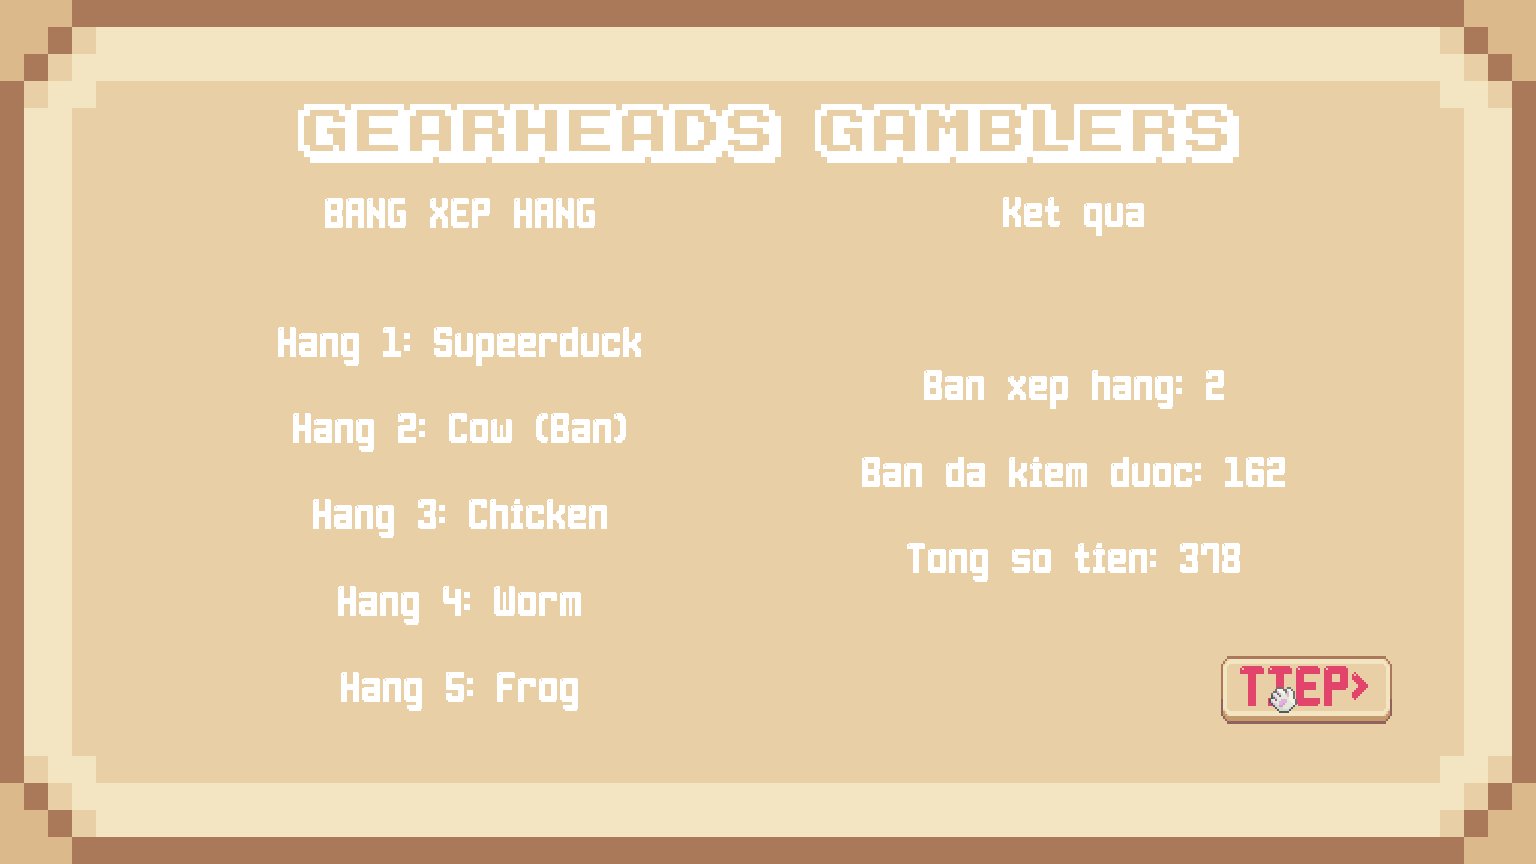 GEARHEADS GAMBLERS
BANG XEP HANG
Hang 1: Supeerduck
Hang 2: Cow (Ban)
Hang 3: Chicken
Hang 4: Worm
Hang 5: Frog
Ket qua
Ban xep hang: 2
Ban da kiem duoc: 162
Tong so tien: 378
TIEP>